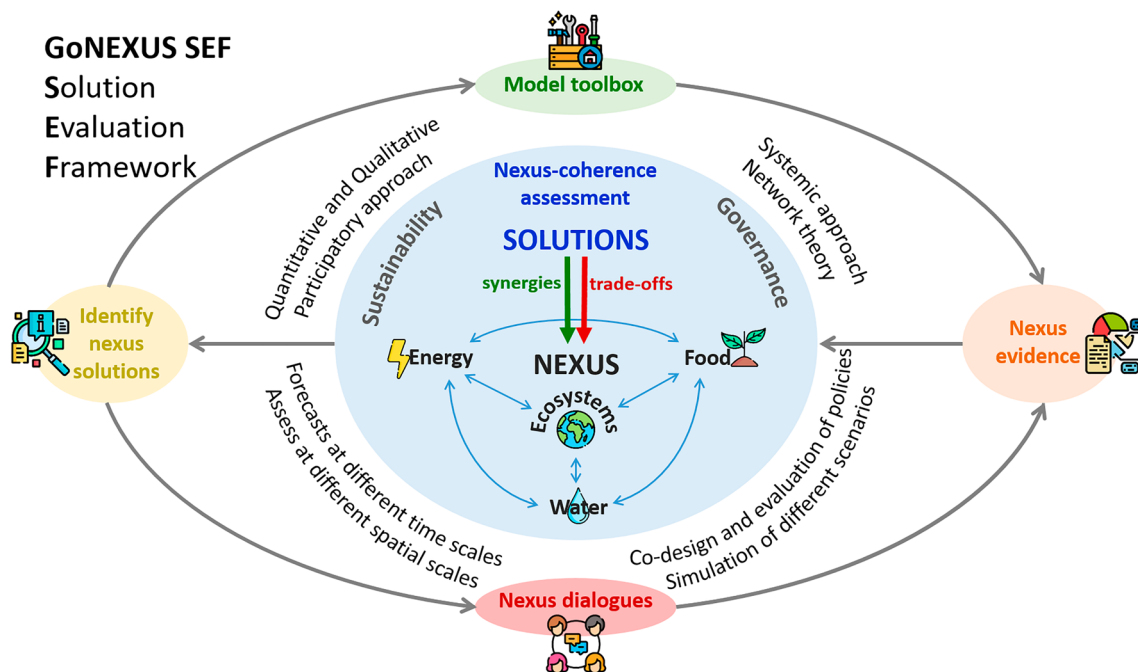 GoNEXUS SEF
Solution
Evaluation
Framework
Model toolbox
Quantitative and Qualitative
Participatory approach
Systemic approach
Network theory
Nexus-coherence
assessment
Sustainability
Governance
SOLUTIONS
synergies
trade-offs
Identify
nexus
solutions
Energy
NEXUS
Food
Ecosystems
Water
Nexus
evidence
Forecasts at different time scales
Assess at different spatial scales
Co-design and evaluation of policies
Simulation of different scenarios
Nexus dialogues